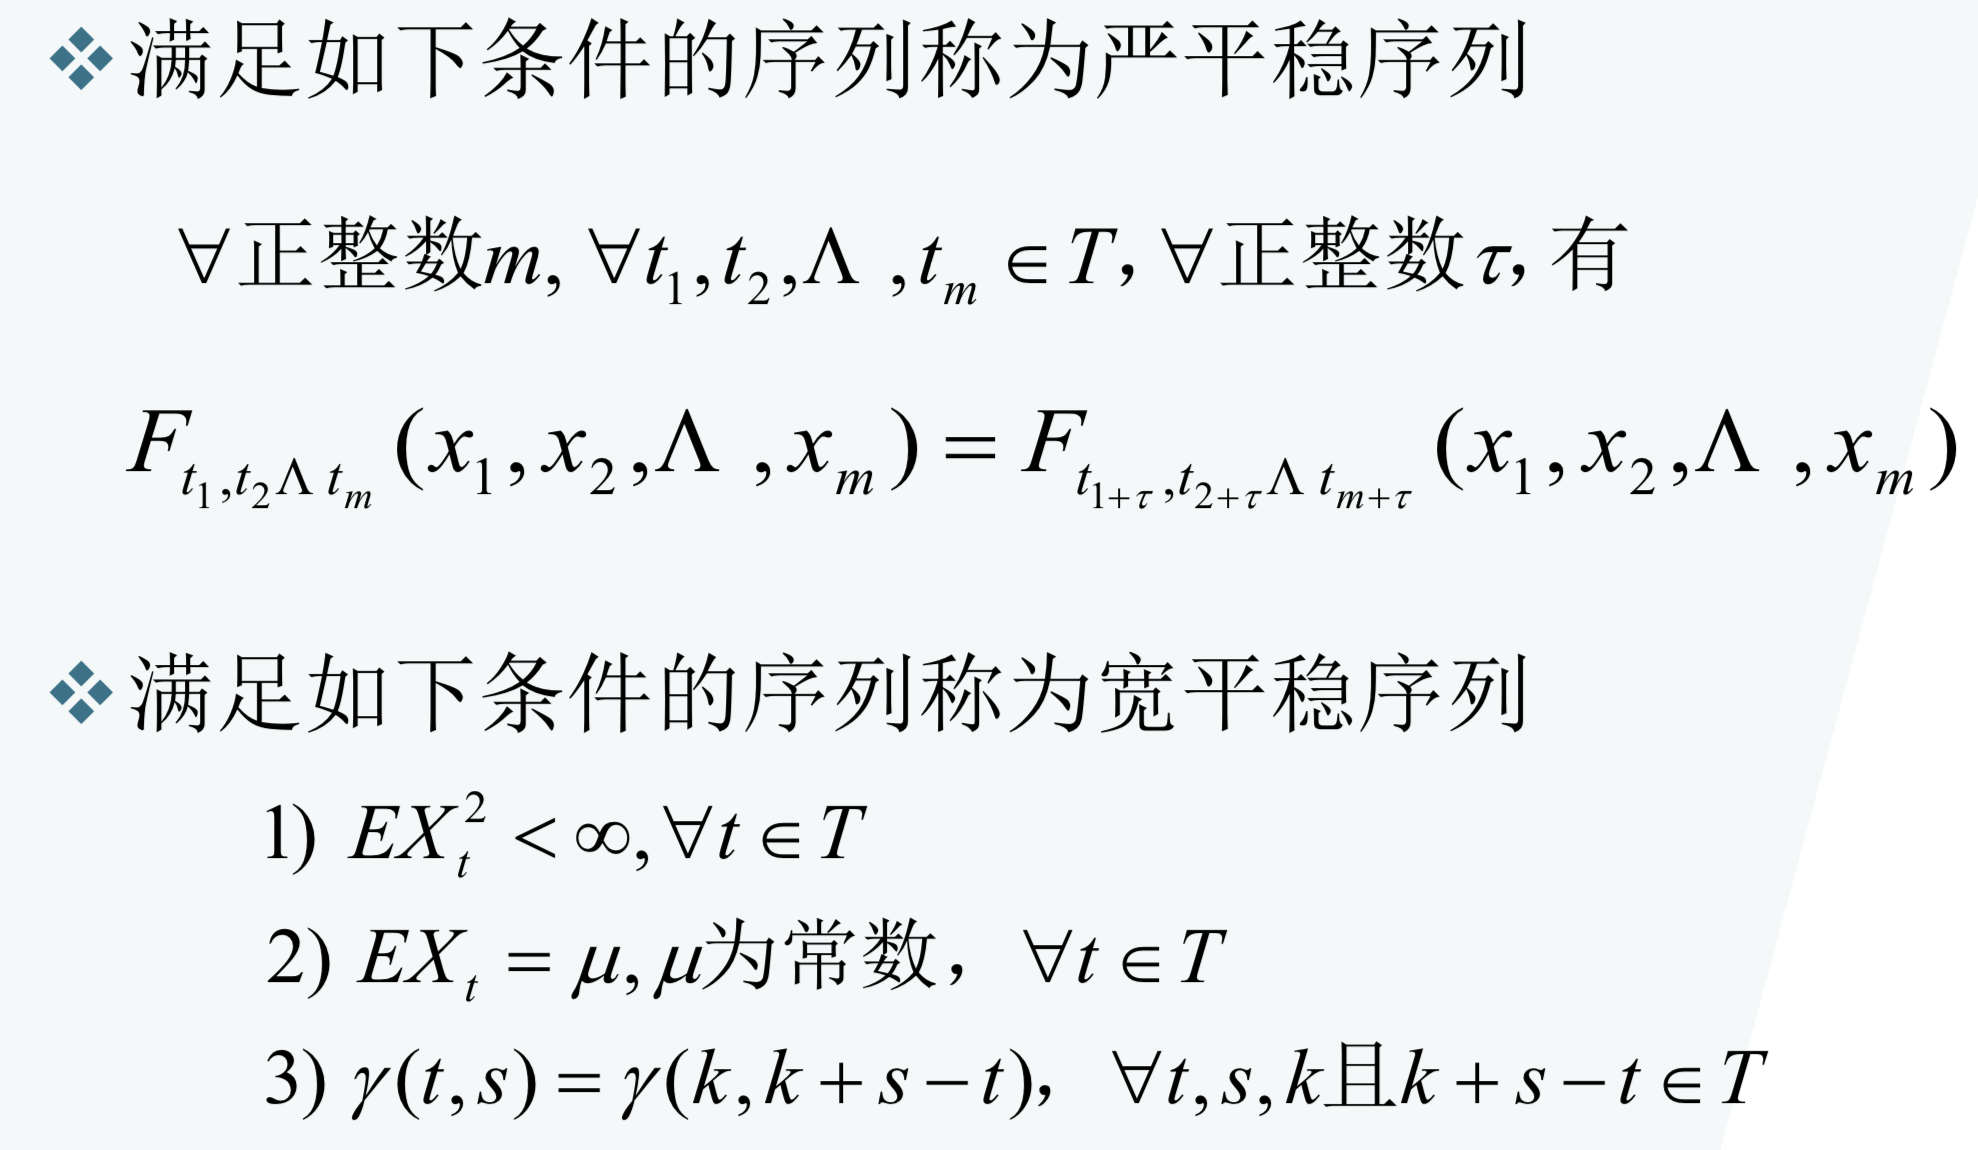 ❖满足如下条件的序列称为严平稳序列
∀正整数m, ∀t₁,t₂,Λ ,tₘ ∈T, ∀正整数τ, 有
F_{t₁,t₂Λ tₘ} (x₁,x₂,Λ ,xₘ) = F_{t_{1+τ},t_{2+τ}Λ t_{m+τ}} (x₁,x₂,Λ ,xₘ)
❖满足如下条件的序列称为宽平稳序列
1) EX_t^2 < ∞, ∀t ∈T
2) EX_t = μ, μ为常数，∀t ∈T
3) γ(t,s) = γ(k,k + s − t)，∀t,s,k且k + s − t ∈T